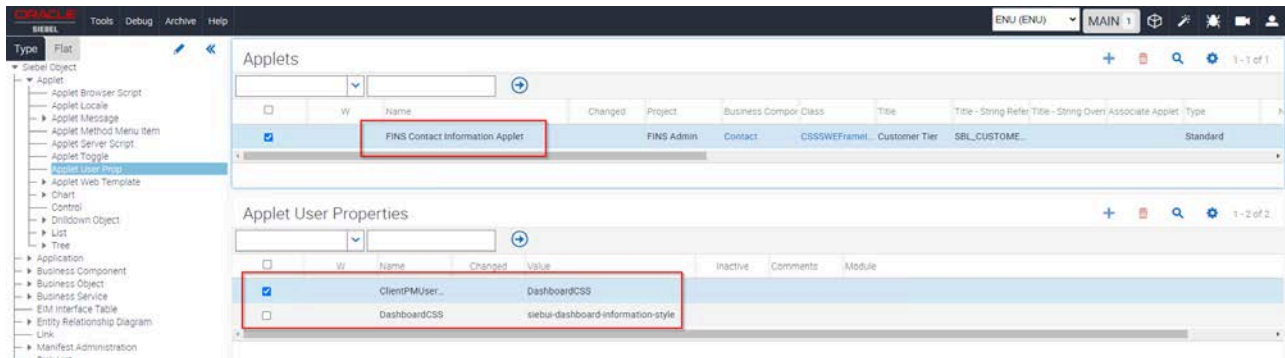 ORACLE
SIEBEL
Tools Debug Archive Help
ENU (ENU)
MAIN 1
Type Flat
Siebel Object
Applet
Applet Browser Script
Applet Locale
Applet Message
Applet Method Menu Item
Applet Server Script
Applet Toggle
Applet User Prop
Applet Web Template
Chart
Control
Drilldown Object
List
Tree
Application
Business Component
Business Object
Business Service
EIM Interface Table
Entity Relationship Diagram
Link
Manifest Administration
Applets
1 - 1 of 1
W Name Changed Project Business Compor Class Title Title - String Refer Title - String Overr Associate Applet Type
FINS Contact Information Applet FINS Admin Contact CSSSWEFramet... Customer Tier SBL_CUSTOME... Standard
Applet User Properties
1 - 2 of 2
W Name Changed Value Inactive Comments Module
ClientPMUser... DashboardCSS
DashboardCSS siebui-dashboard-information-style